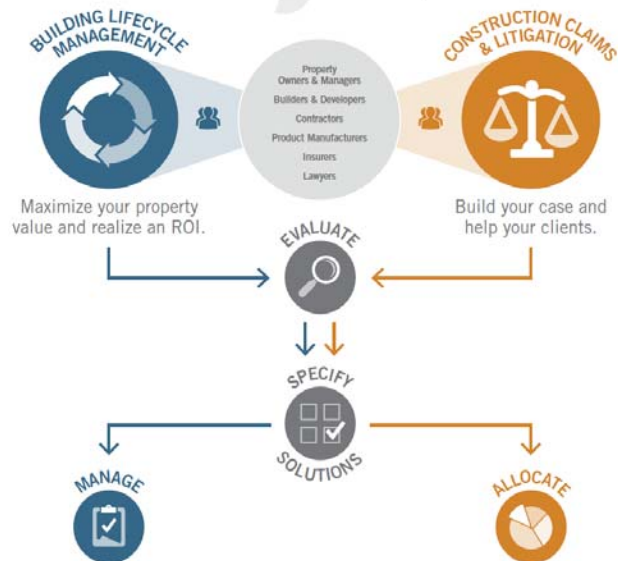 BUILDING LIFECYCLE
MANAGEMENT
Property
Owners & Managers
Builders & Developers
Contractors
Product Manufacturers
Insurers
Lawyers
CONSTRUCTION CLAIMS
& LITIGATION
Maximize your property
value and realize an ROI.
Build your case and
help your clients.
EVALUATE
SPECIFY
SOLUTIONS
MANAGE
ALLOCATE